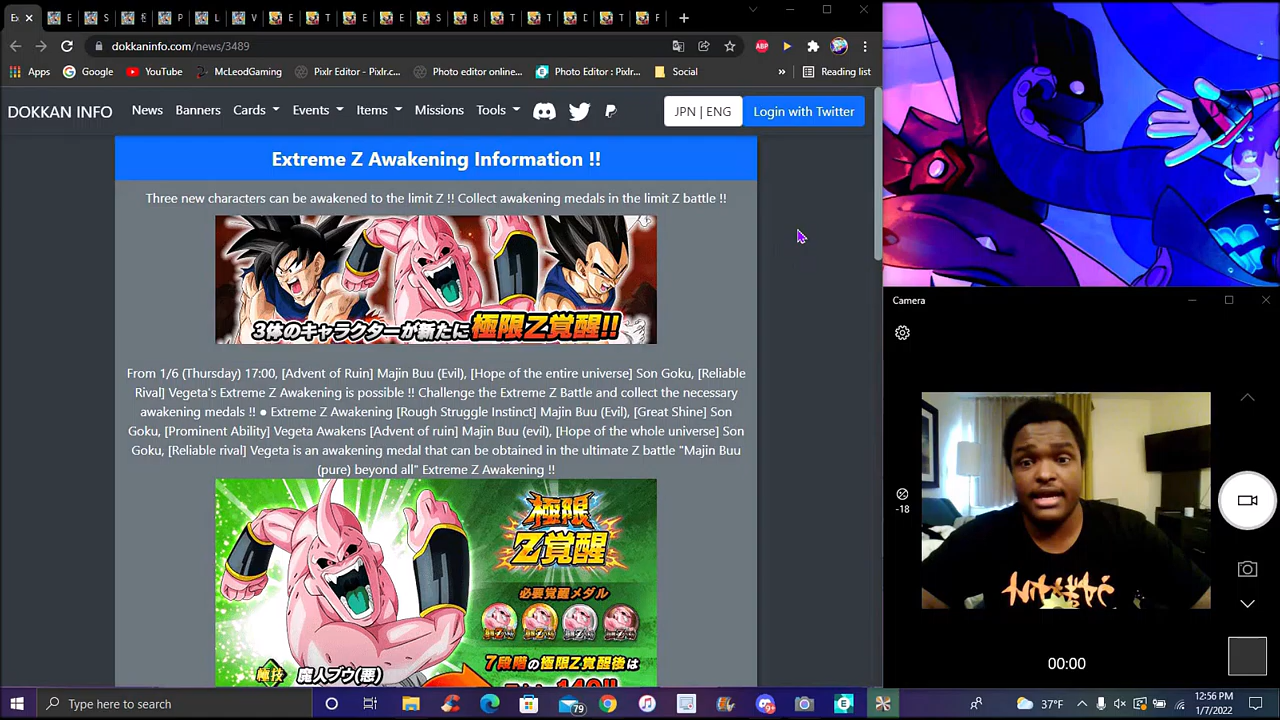 dokkaninfo.com/news/3489
ABP
Apps
Google
YouTube
McLeodGaming
Pixlr Editor - Pixlr.c...
Photo editor online...
Photo Editor : Pixlr...
Social
»
Reading list
DOKKAN INFO
News
Banners
Cards
Events
Items
Missions
Tools
JPN | ENG
Login with Twitter
Extreme Z Awakening Information !!
Three new characters can be awakened to the limit Z !! Collect awakening medals in the limit Z battle !!
3体のキャラクターが新たに極限Z覚醒!!
From 1/6 (Thursday) 17:00, [Advent of Ruin] Majin Buu (Evil), [Hope of the entire universe] Son Goku, [Reliable
Rival] Vegeta's Extreme Z Awakening is possible !! Challenge the Extreme Z Battle and collect the necessary
awakening medals !! ● Extreme Z Awakening [Rough Struggle Instinct] Majin Buu (Evil), [Great Shine] Son
Goku, [Prominent Ability] Vegeta Awakens [Advent of ruin] Majin Buu (evil), [Hope of the whole universe] Son
Goku, [Reliable rival] Vegeta is an awakening medal that can be obtained in the ultimate Z battle "Majin Buu
(pure) beyond all" Extreme Z Awakening !!
極限
Z覚醒
必要覚醒メダル
7段階の極限Z覚醒後は
極技
魔人ブウ(悪)
Camera
-18
00:00
Type here to search
79
37°F
12:56 PM
1/7/2022